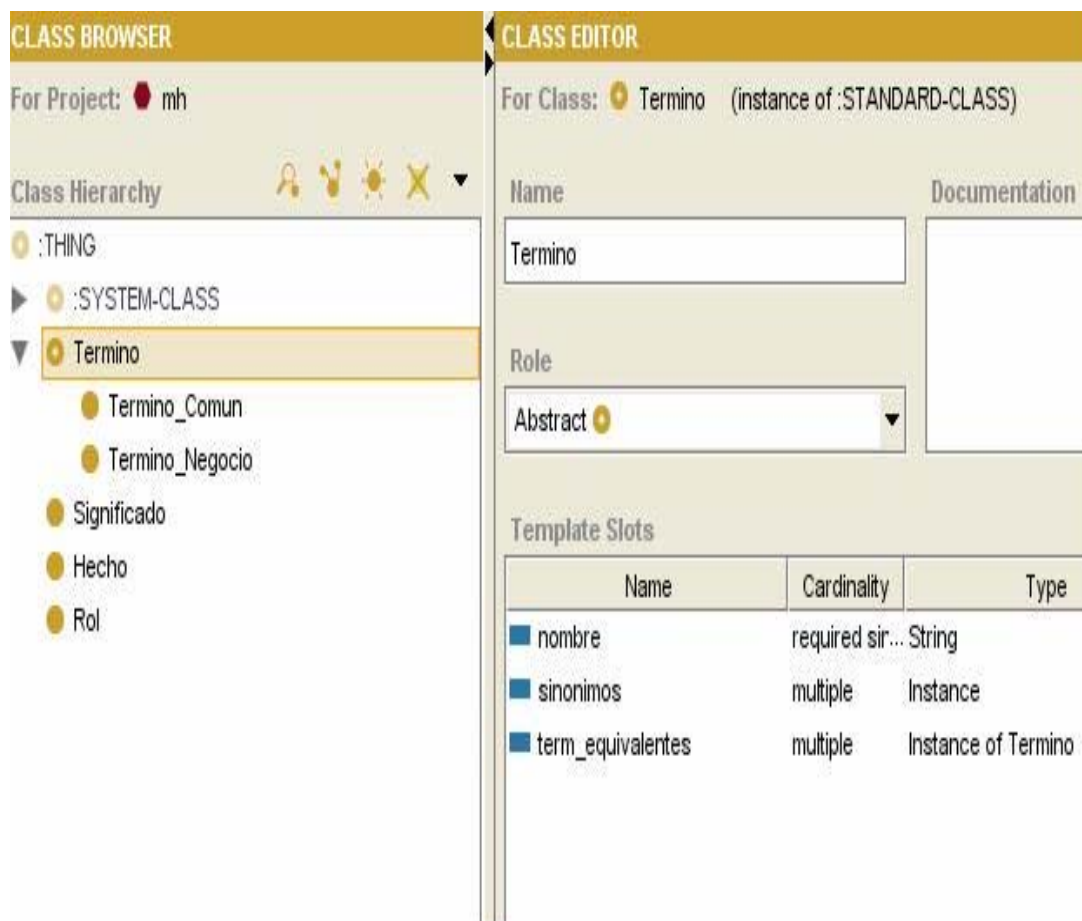 CLASS BROWSER
For Project: mh
Class Hierarchy
:THING
:SYSTEM-CLASS
Termino
Termino_Comun
Termino_Negocio
Significado
Hecho
Rol
CLASS EDITOR
For Class: Termino (instance of :STANDARD-CLASS)
Name Documentation
Termino
Role
Abstract
Template Slots
Name Cardinality Type
nombre required sin... String
sinonimos multiple Instance
term_equivalentes multiple Instance of Termino